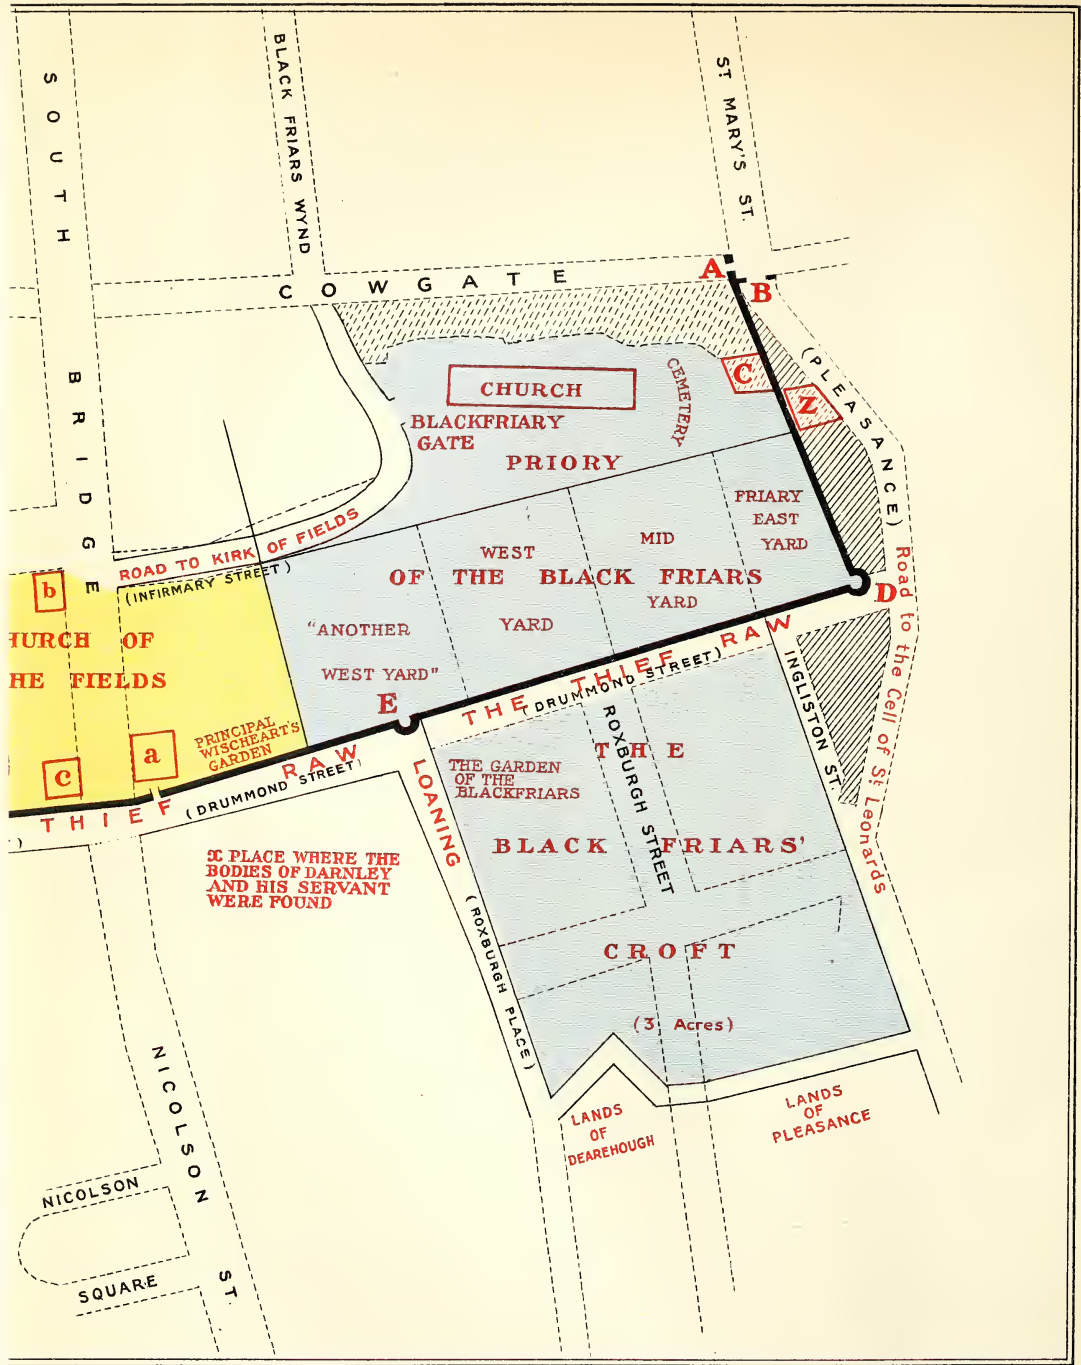 SOUTH
BRIDGE
BLACK FRIARS WYND
ST. MARY'S ST.
COWGATE
A
B
(PLEASANCE)
C
Z
CEMETERY
CHURCH
BLACKFRIARY
GATE
PRIORY
FRIARY
EAST
YARD
MID
YARD
WEST
YARD
OF THE BLACK FRIARS
ROAD TO KIRK OF FIELDS
(INFIRMARY STREET)
"ANOTHER
WEST YARD"
b
HURCH OF
HE FIELDS
D
E
Road to the Cell of St. Leonards
THE THIEF RAW
(DRUMMOND STREET)
INGLISTON ST.
PRINCIPAL
WISCHEART'S
GARDEN
a
c
THIEF RAW
(DRUMMOND STREET)
)
LOANING
(ROXBURGH PLACE)
ROXBURGH STREET
THE GARDEN
OF THE
BLACKFRIARS
THE
BLACK FRIARS'
CROFT
(3 Acres)
x PLACE WHERE THE
BODIES OF DARNLEY
AND HIS SERVANT
WERE FOUND
LANDS
OF
DEAREHOUGH
LANDS
OF
PLEASANCE
NICOLSON ST.
NICOLSON
SQUARE